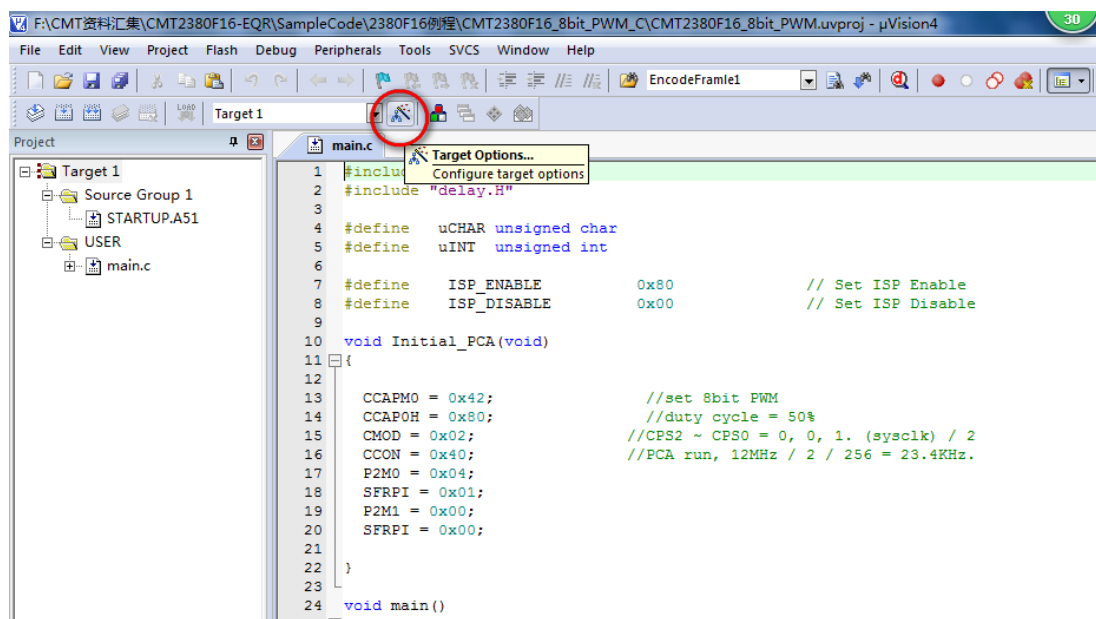 F:\CMT资料汇集\CMT2380F16-EQR\SampleCode\2380F16例程\CMT2380F16_8bit_PWM_C\CMT2380F16_8bit_PWM.uvproj - µVision4
30
File Edit View Project Flash Debug Peripherals Tools SVCS Window Help
EncodeFramle1
LOAD Target 1
Project
main.c
Target Options...
Configure target options
Target 1
Source Group 1
STARTUP.A51
USER
main.c
1 #includ
2 #include "delay.H"
3
4 #define uCHAR unsigned char
5 #define uINT unsigned int
6
7 #define ISP_ENABLE 0x80 // Set ISP Enable
8 #define ISP_DISABLE 0x00 // Set ISP Disable
9
10 void Initial_PCA(void)
11 {
12
13 CCAPM0 = 0x42; //set 8bit PWM
14 CCAP0H = 0x80; //duty cycle = 50%
15 CMOD = 0x02; //CPS2 ~ CPS0 = 0, 0, 1. (sysclk) / 2
16 CCON = 0x40; //PCA run, 12MHz / 2 / 256 = 23.4KHz.
17 P2M0 = 0x04;
18 SFRPI = 0x01;
19 P2M1 = 0x00;
20 SFRPI = 0x00;
21
22 }
23
24 void main()